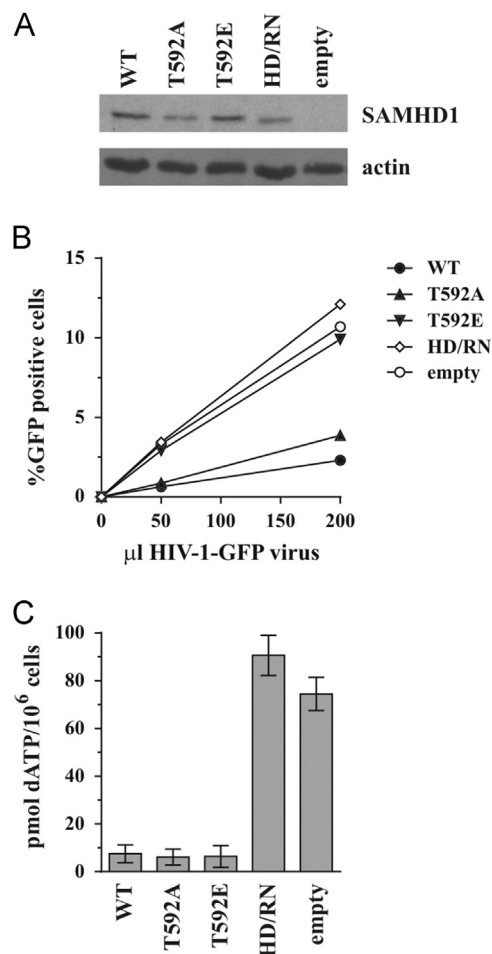 A
WT
T592A
T592E
HD/RN
empty
SAMHD1
actin
B
15
10
5
0
%GFP positive cells
0 50 100 150 200
µl HIV-1-GFP virus
WT
T592A
T592E
HD/RN
empty
C
100
80
60
40
20
0
pmol dATP/10⁶ cells
WT
T592A
T592E
HD/RN
empty